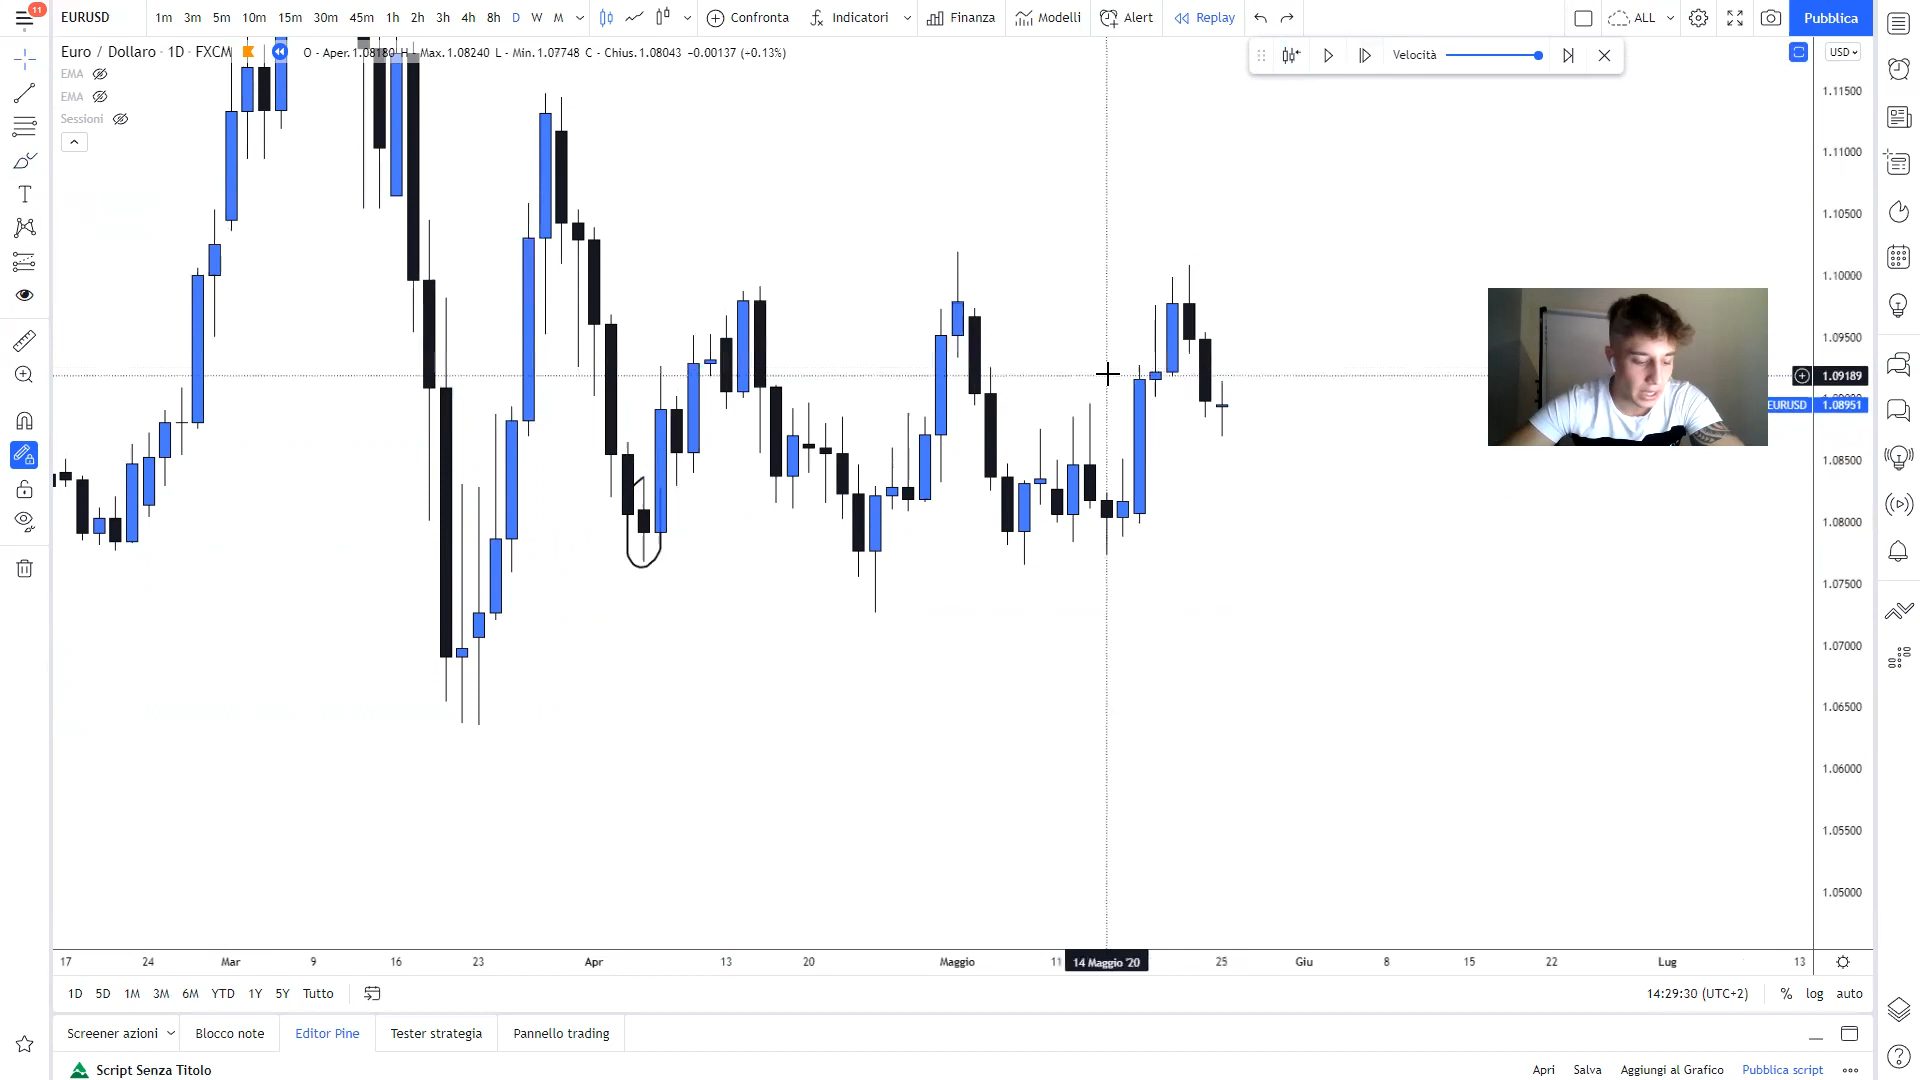 11
EURUSD
1m 3m 5m 10m 15m 30m 45m 1h 2h 3h 4h 8h D W M
Confronta
Indicatori
Finanza
Modelli
Alert
Replay
ALL
Pubblica
Euro / Dollaro · 1D · FXCM
O - Aper.1.08180 H - Max.1.08240 L - Min.1.07748 C - Chius.1.08043 −0.00137 (+0.13%)
Velocità
USD
EMA
EMA
Sessioni
1.11500
1.11000
1.10500
1.10000
1.09500
1.09189
EURUSD 1.08951
1.08500
1.08000
1.07500
1.07000
1.06500
1.06000
1.05500
1.05000
17 24 Mar 9 16 23 Apr 13 20 Maggio 11 14 Maggio '20 25 Giu 8 15 22 Lug 13
1D 5D 1M 3M 6M YTD 1Y 5Y Tutto
14:29:30 (UTC+2) % log auto
Screener azioni Blocco note Editor Pine Tester strategia Pannello trading
Script Senza Titolo
Apri Salva Aggiungi al Grafico Pubblica script